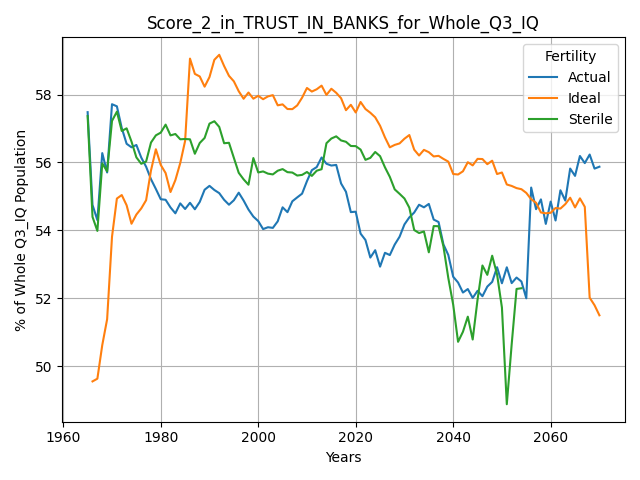 Score_2_in_TRUST_IN_BANKS_for_Whole_Q3_IQ
% of Whole Q3_IQ Population
58
56
54
52
50
Fertility
Actual
Ideal
Sterile
1960
1980
2000
2020
2040
2060
Years